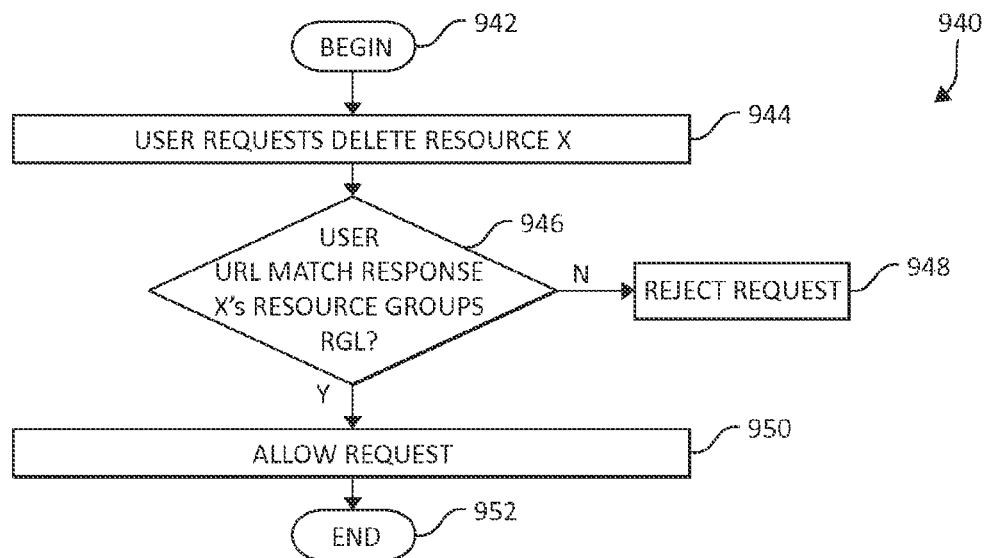 942
940
BEGIN
944
USER REQUESTS DELETE RESOURCE X
946
USER
URL MATCH RESPONSE
X's RESOURCE GROUPS
RGL?
N
REJECT REQUEST
948
Y
950
ALLOW REQUEST
952
END